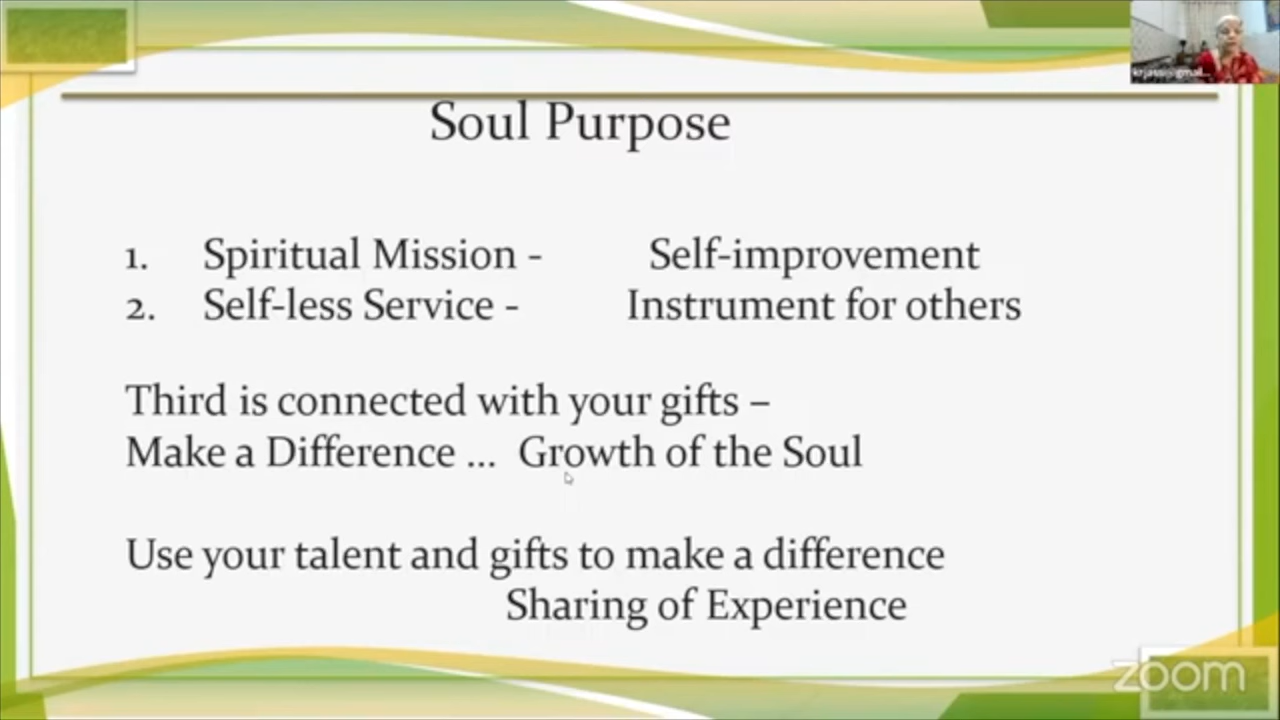 Soul Purpose
1. Spiritual Mission - Self-improvement
2. Self-less Service - Instrument for others
Third is connected with your gifts –
Make a Difference ... Growth of the Soul
Use your talent and gifts to make a difference
Sharing of Experience
zoom